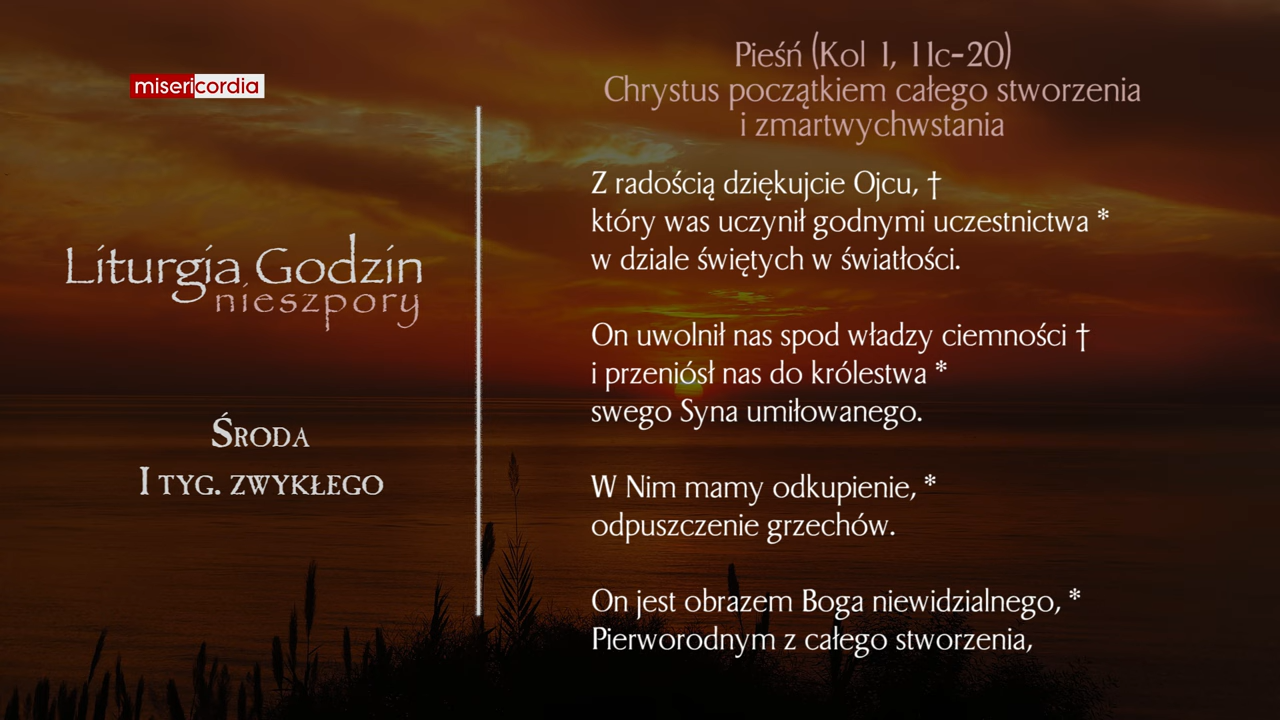 misericordia
Liturgia Godzin
nieszpory
Środa
I tyg. zwykłego
Pieśń (Kol 1, 11c-20)
Chrystus początkiem całego stworzenia
i zmartwychwstania
Z radością dziękujcie Ojcu, †
który was uczynił godnymi uczestnictwa *
w dziale świętych w światłości.
On uwolnił nas spod władzy ciemności †
i przeniósł nas do królestwa *
swego Syna umiłowanego.
W Nim mamy odkupienie, *
odpuszczenie grzechów.
On jest obrazem Boga niewidzialnego, *
Pierworodnym z całego stworzenia,